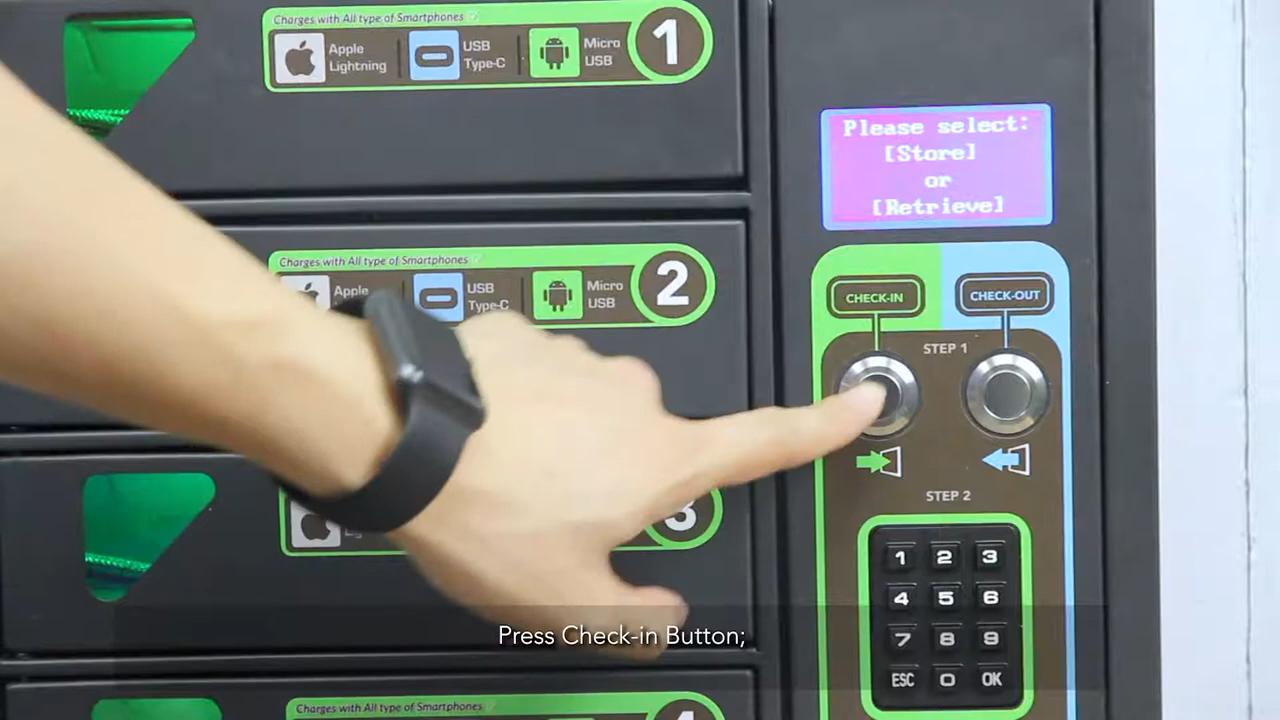 Charges with All type of Smartphones
Apple
Lightning
USB
Type-C
Micro
USB
1
Please select:
[Store]
or
[Retrieve]
Charges with All type of Smartphones
Apple
USB
Type-C
Micro
USB
2
CHECK-IN
CHECK-OUT
STEP 1
STEP 2
3
1 2 3
4 5 6
7 8 9
ESC 0 OK
Press Check-in Button;
Charges with All type of Smartphones